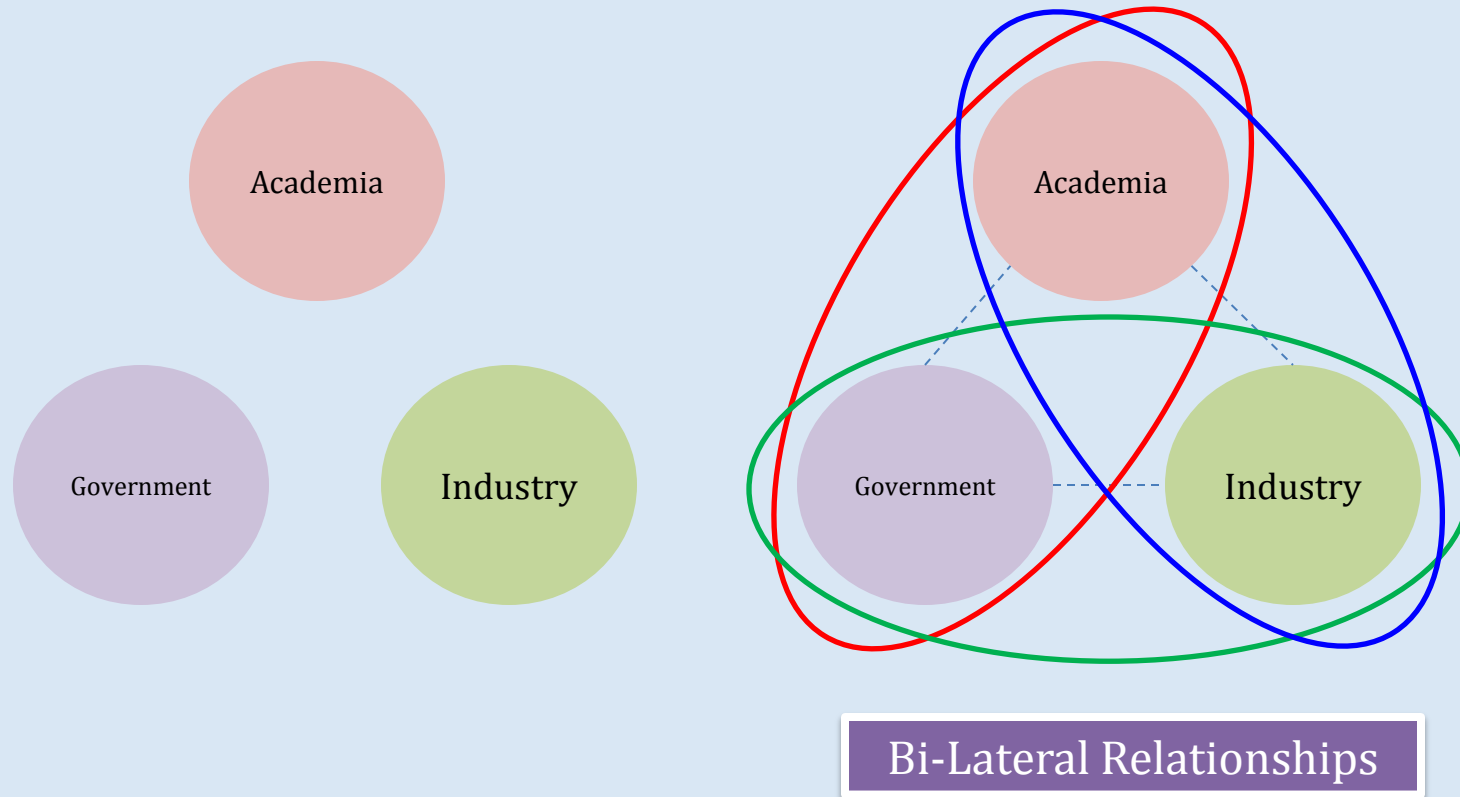 Academia
Government
Industry
Academia
Government
Industry
Bi-Lateral Relationships